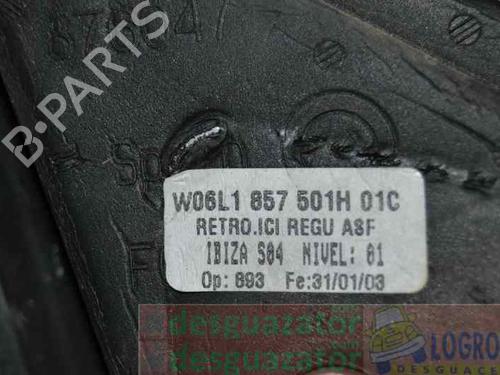 B-PARTS
W06L1 857 501H 01C
RETRO.ICI REGU ASF
IBIZA S04 NIVEL: 01
Op: 893 Fe:31/01/03
desguazator
desguazator
LOGRO
DESGUACE